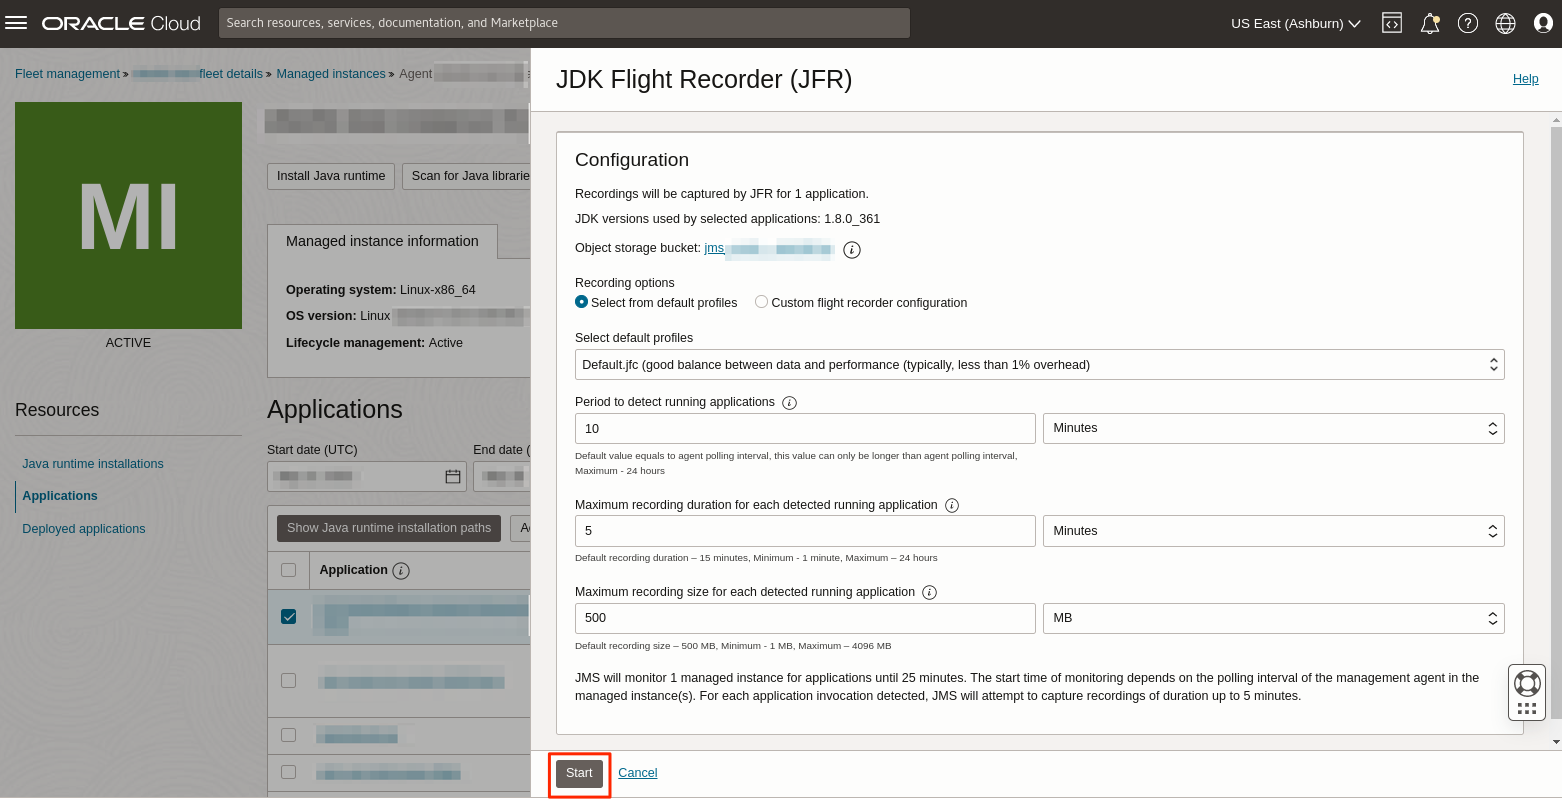 ORACLE Cloud
Search resources, services, documentation, and Marketplace
US East (Ashburn)
Fleet management » fleet details » Managed instances » Agent
MI
ACTIVE
Install Java runtime
Scan for Java librarie
Managed instance information
Operating system: Linux-x86_64
OS version: Linux
Lifecycle management: Active
Resources
Java runtime installations
Applications
Deployed applications
Applications
Start date (UTC)
End date (
Show Java runtime installation paths
Application
JDK Flight Recorder (JFR)
Help
Configuration
Recordings will be captured by JFR for 1 application.
JDK versions used by selected applications: 1.8.0_361
Object storage bucket: jms_
Recording options
Select from default profiles
Custom flight recorder configuration
Select default profiles
Default.jfc (good balance between data and performance (typically, less than 1% overhead)
Period to detect running applications
10
Minutes
Default value equals to agent polling interval, this value can only be longer than agent polling interval,
Maximum - 24 hours
Maximum recording duration for each detected running application
5
Minutes
Default recording duration – 15 minutes, Minimum - 1 minute, Maximum – 24 hours
Maximum recording size for each detected running application
500
MB
Default recording size – 500 MB, Minimum - 1 MB, Maximum – 4096 MB
JMS will monitor 1 managed instance for applications until 25 minutes. The start time of monitoring depends on the polling interval of the management agent in the
managed instance(s). For each application invocation detected, JMS will attempt to capture recordings of duration up to 5 minutes.
Start
Cancel